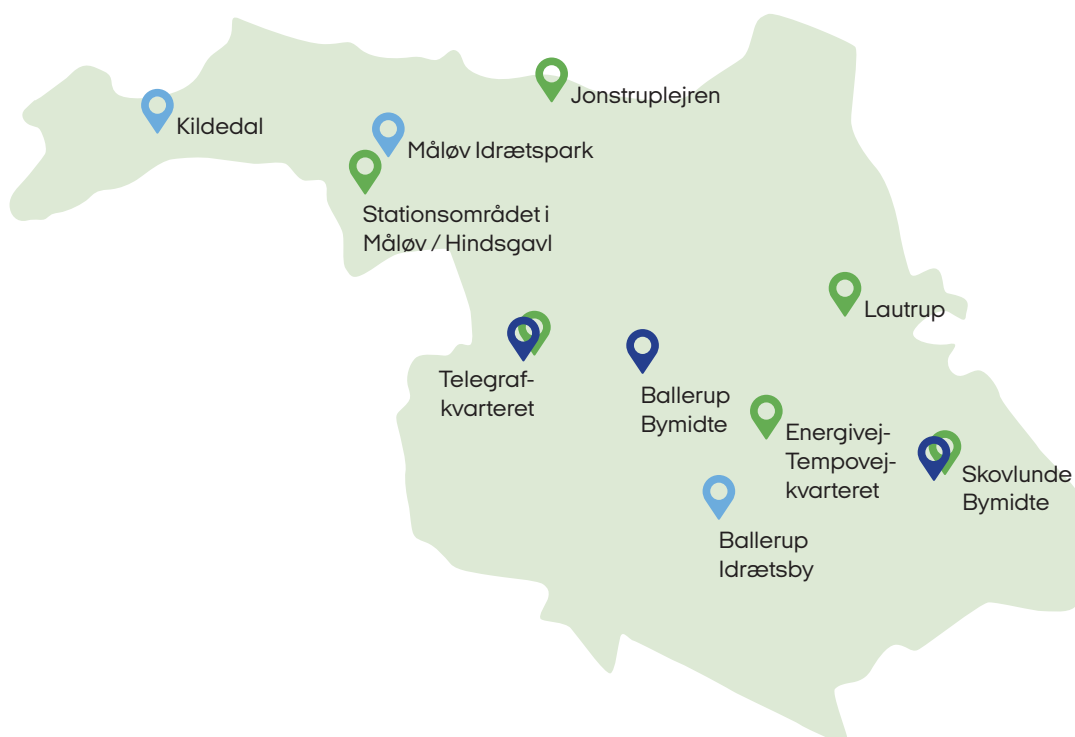 Jonstruplejren
Kildedal
Måløv Idrætspark
Stationsområdet i
Måløv / Hindsgavl
Lautrup
Telegraf-
kvarteret
Ballerup
Bymidte
Energivej-
Tempovej-
kvarteret
Skovlunde
Bymidte
Ballerup
Idrætsby